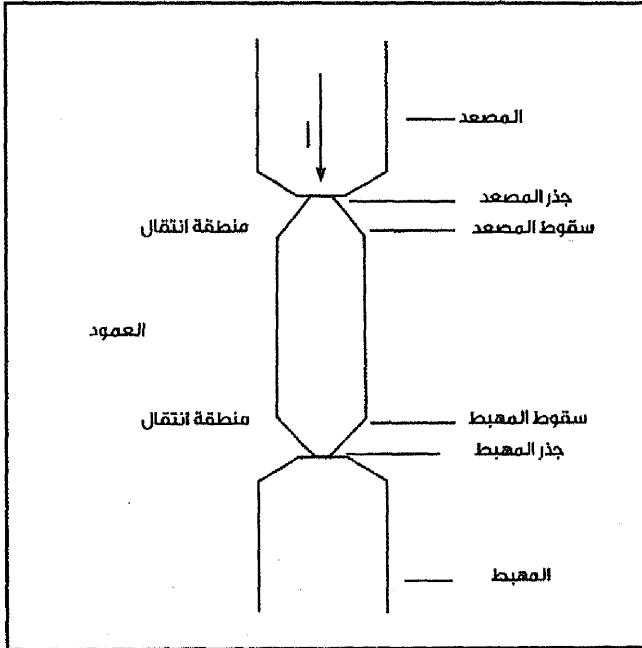 المصعد
جذر المصعد
سقوط المصعد
منطقة انتقال
العمود
سقوط المهبط
منطقة انتقال
جذر المهبط
المهبط